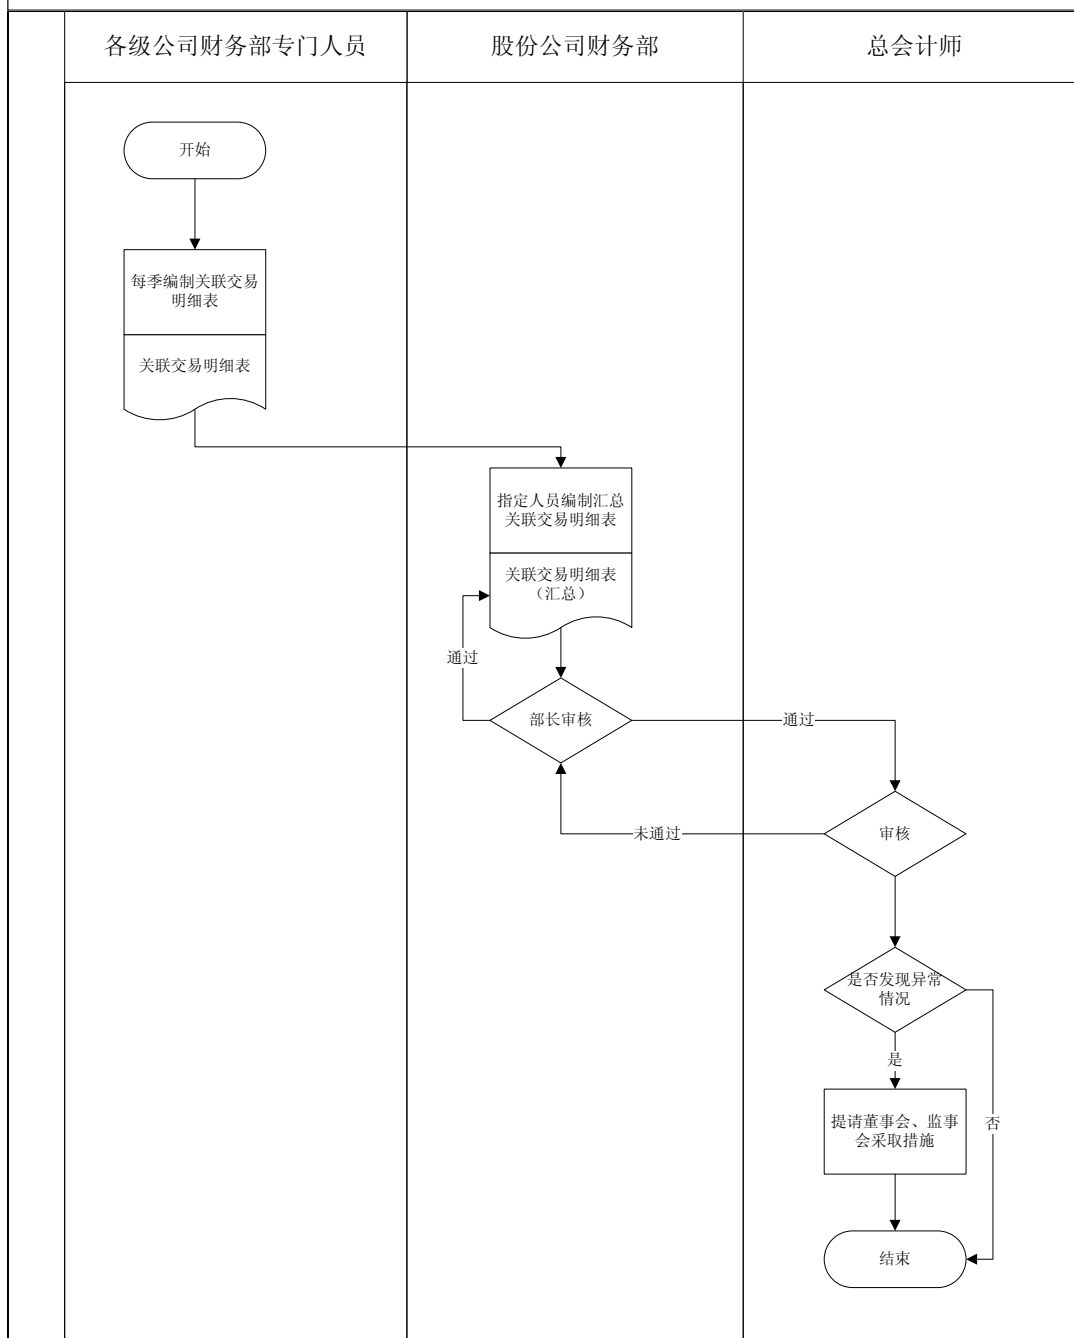 各级公司财务部专门人员
股份公司财务部
总会计师
开始
每季编制关联交易
明细表
关联交易明细表
指定人员编制汇总
关联交易明细表
关联交易明细表
（汇总）
通过
部长审核
通过
未通过
审核
是否发现异常
情况
是
提请董事会、监事
会采取措施
否
结束